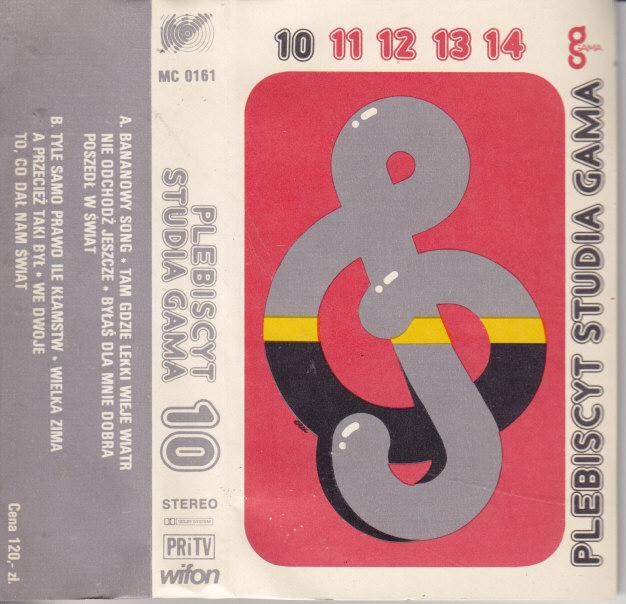 A. BANANOWY SONG • TAM GDZIE LEKKI WIEJE WIATR
NIE ODCHODŹ JESZCZE • BYŁAŚ DLA MNIE DOBRA
POSZEDŁ W ŚWIAT
B. TYLE SAMO PRAWD ILE KŁAMSTW • WIELKA ZIMA
A PRZECIEŻ TAKI BYŁ • WE DWOJE
TO, CO DAŁ NAM ŚWIAT
Cena 120,- zł.
MC 0161
PLEBISCYT
STUDIA GAMA 10
STEREO
DOLBY SYSTEM
PRiTV
wifon
10 11 12 13 14
GAMA
PLEBISCYT STUDIA GAMA